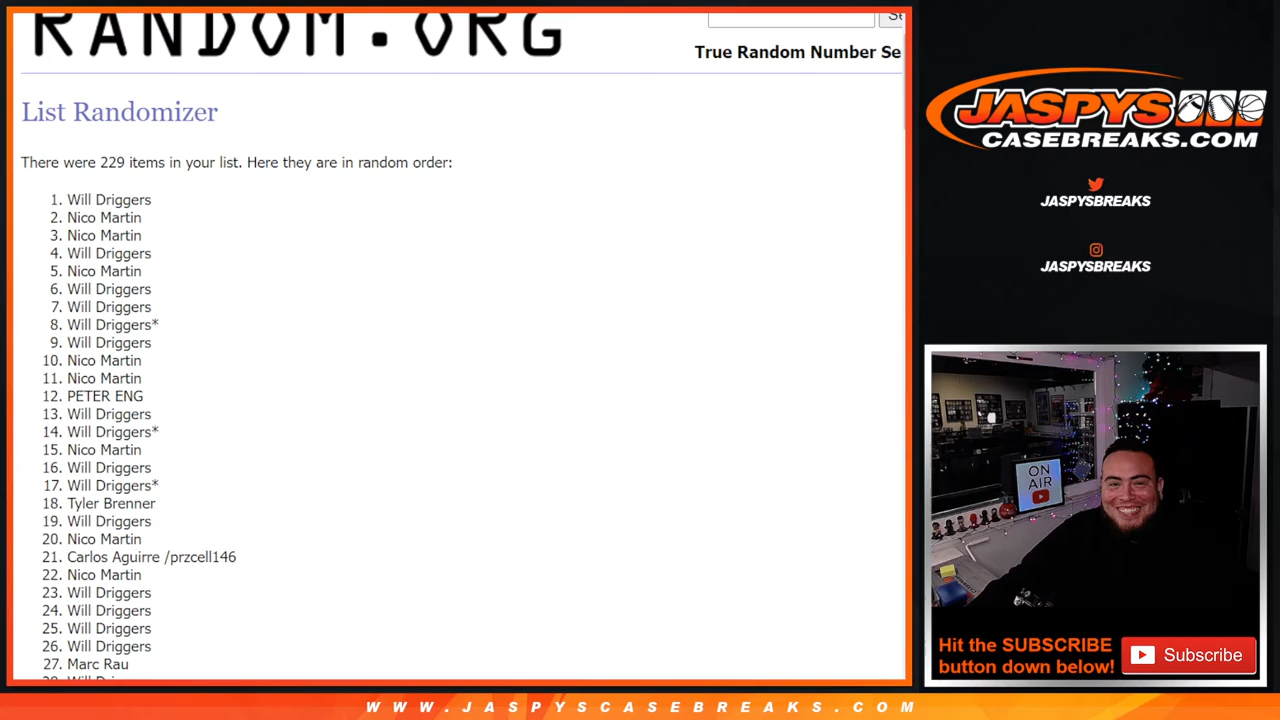 RANDOM.ORG
Se
True Random Number Se
List Randomizer
There were 229 items in your list. Here they are in random order:
1. Will Driggers
2. Nico Martin
3. Nico Martin
4. Will Driggers
5. Nico Martin
6. Will Driggers
7. Will Driggers
8. Will Driggers*
9. Will Driggers
10. Nico Martin
11. Nico Martin
12. PETER ENG
13. Will Driggers
14. Will Driggers*
15. Nico Martin
16. Will Driggers
17. Will Driggers*
18. Tyler Brenner
19. Will Driggers
20. Nico Martin
21. Carlos Aguirre /przcell146
22. Nico Martin
23. Will Driggers
24. Will Driggers
25. Will Driggers
26. Will Driggers
27. Marc Rau
JASPYS
CASEBREAKS.COM
JASPYSBREAKS
JASPYSBREAKS
ON
AIR
Hit the SUBSCRIBE
button down below!
Subscribe
WWW.JASPYSCASEBREAKS.COM